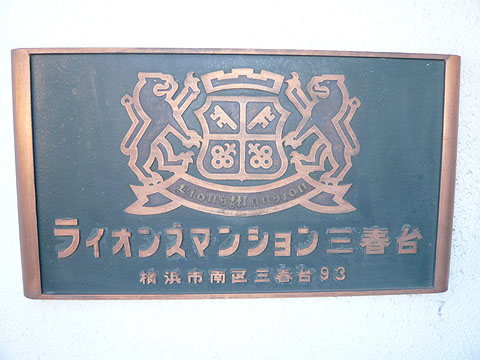 Lions Mansion
ライオンズマンション三春台
横浜市南区三春台93